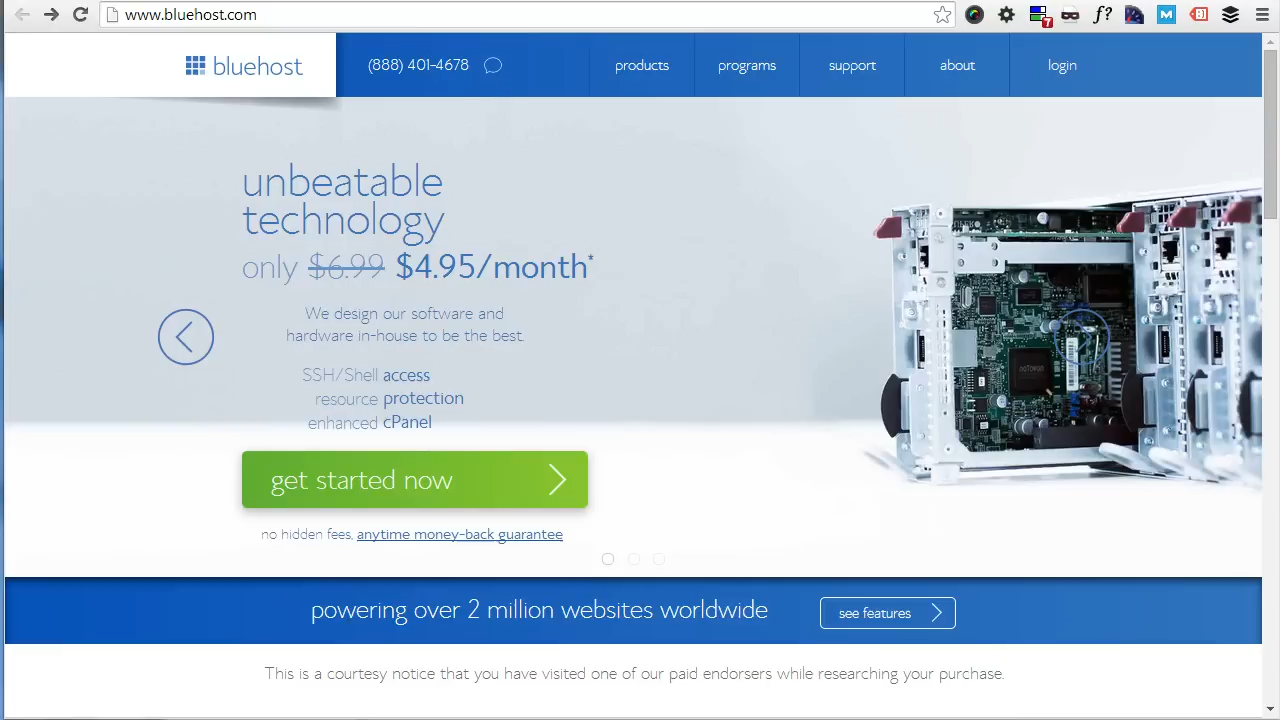 www.bluehost.com
f?
7
M
bluehost
(888) 401-4678
products
programs
support
about
login
unbeatable
technology
only $6.99 $4.95/month*
We design our software and
hardware in-house to be the best.
SSH/Shell access
resource protection
enhanced cPanel
get started now
no hidden fees, anytime money-back guarantee
powering over 2 million websites worldwide
see features
This is a courtesy notice that you have visited one of our paid endorsers while researching your purchase.